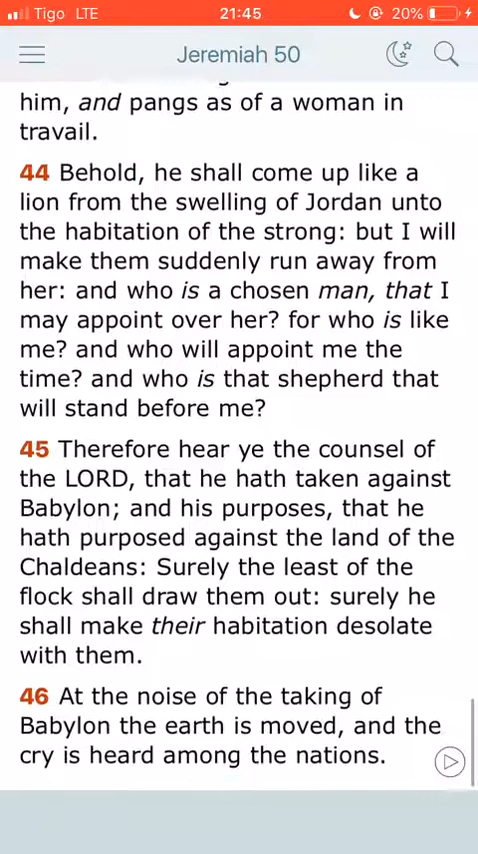 Tigo LTE 21:45 20%
Jeremiah 50
him, and pangs as of a woman in
travail.
44 Behold, he shall come up like a
lion from the swelling of Jordan unto
the habitation of the strong: but I will
make them suddenly run away from
her: and who is a chosen man, that I
may appoint over her? for who is like
me? and who will appoint me the
time? and who is that shepherd that
will stand before me?
45 Therefore hear ye the counsel of
the LORD, that he hath taken against
Babylon; and his purposes, that he
hath purposed against the land of the
Chaldeans: Surely the least of the
flock shall draw them out: surely he
shall make their habitation desolate
with them.
46 At the noise of the taking of
Babylon the earth is moved, and the
cry is heard among the nations.